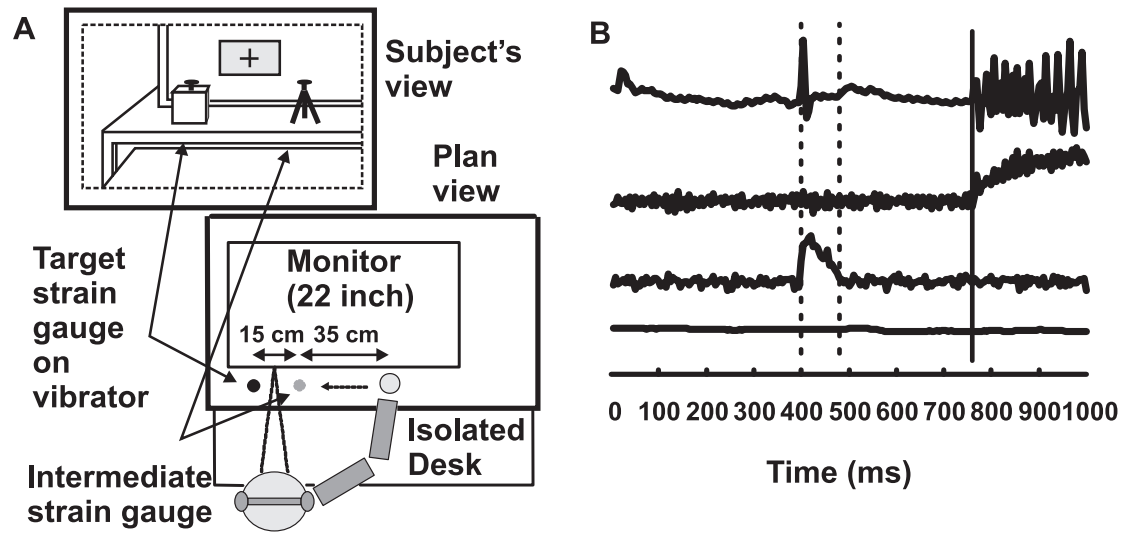 A
Subject's
view
Plan
view
Target
strain
gauge
on
vibrator
Monitor
(22 inch)
15 cm 35 cm
Isolated
Desk
Intermediate
strain gauge
B
0 100 200 300 400 500 600 700 800 9001000
Time (ms)